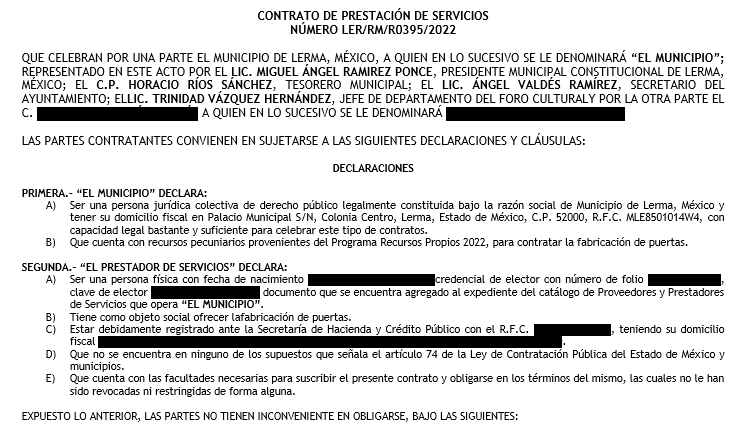 CONTRATO DE PRESTACIÓN DE SERVICIOS
NÚMERO LER/RM/R0395/2022
QUE CELEBRAN POR UNA PARTE EL MUNICIPIO DE LERMA, MÉXICO, A QUIEN EN LO SUCESIVO SE LE DENOMINARÁ “EL MUNICIPIO”;
REPRESENTADO EN ESTE ACTO POR EL LIC. MIGUEL ÁNGEL RAMIREZ PONCE, PRESIDENTE MUNICIPAL CONSTITUCIONAL DE LERMA,
MÉXICO; EL C.P. HORACIO RÍOS SÁNCHEZ, TESORERO MUNICIPAL; EL LIC. ÁNGEL VALDÉS RAMÍREZ, SECRETARIO DEL
AYUNTAMIENTO; ELLIC. TRINIDAD VÁZQUEZ HERNÁNDEZ, JEFE DE DEPARTAMENTO DEL FORO CULTURALY POR LA OTRA PARTE EL
C. A QUIEN EN LO SUCESIVO SE LE DENOMINARÁ
LAS PARTES CONTRATANTES CONVIENEN EN SUJETARSE A LAS SIGUIENTES DECLARACIONES Y CLÁUSULAS:
DECLARACIONES
PRIMERA.- “EL MUNICIPIO” DECLARA:
A) Ser una persona jurídica colectiva de derecho público legalmente constituida bajo la razón social de Municipio de Lerma, México y
tener su domicilio fiscal en Palacio Municipal S/N, Colonia Centro, Lerma, Estado de México, C.P. 52000, R.F.C. MLE8501014W4, con
capacidad legal bastante y suficiente para celebrar este tipo de contratos.
B) Que cuenta con recursos pecuniarios provenientes del Programa Recursos Propios 2022, para contratar la fabricación de puertas.
SEGUNDA.- “EL PRESTADOR DE SERVICIOS” DECLARA:
A) Ser una persona física con fecha de nacimiento credencial de elector con número de folio ,
clave de elector documento que se encuentra agregado al expediente del catálogo de Proveedores y Prestadores
de Servicios que opera “EL MUNICIPIO”.
B) Tiene como objeto social ofrecer lafabricación de puertas.
C) Estar debidamente registrado ante la Secretaría de Hacienda y Crédito Público con el R.F.C. , teniendo su domicilio
fiscal .
D) Que no se encuentra en ninguno de los supuestos que señala el artículo 74 de la Ley de Contratación Pública del Estado de México y
municipios.
E) Que cuenta con las facultades necesarias para suscribir el presente contrato y obligarse en los términos del mismo, las cuales no le han
sido revocadas ni restringidas de forma alguna.
EXPUESTO LO ANTERIOR, LAS PARTES NO TIENEN INCONVENIENTE EN OBLIGARSE, BAJO LAS SIGUIENTES: